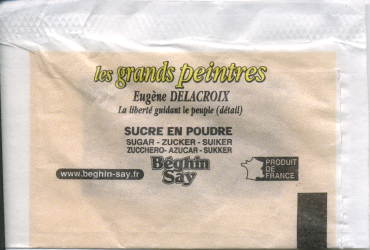 les grands peintres
Eugène DELACROIX
La liberté guidant le peuple (détail)
SUCRE EN POUDRE
SUGAR - ZUCKER - SUIKER
ZUCCHERO - AZUCAR - SUKKER
Béghin
Say
www.beghin-say.fr
PRODUIT
DE
FRANCE